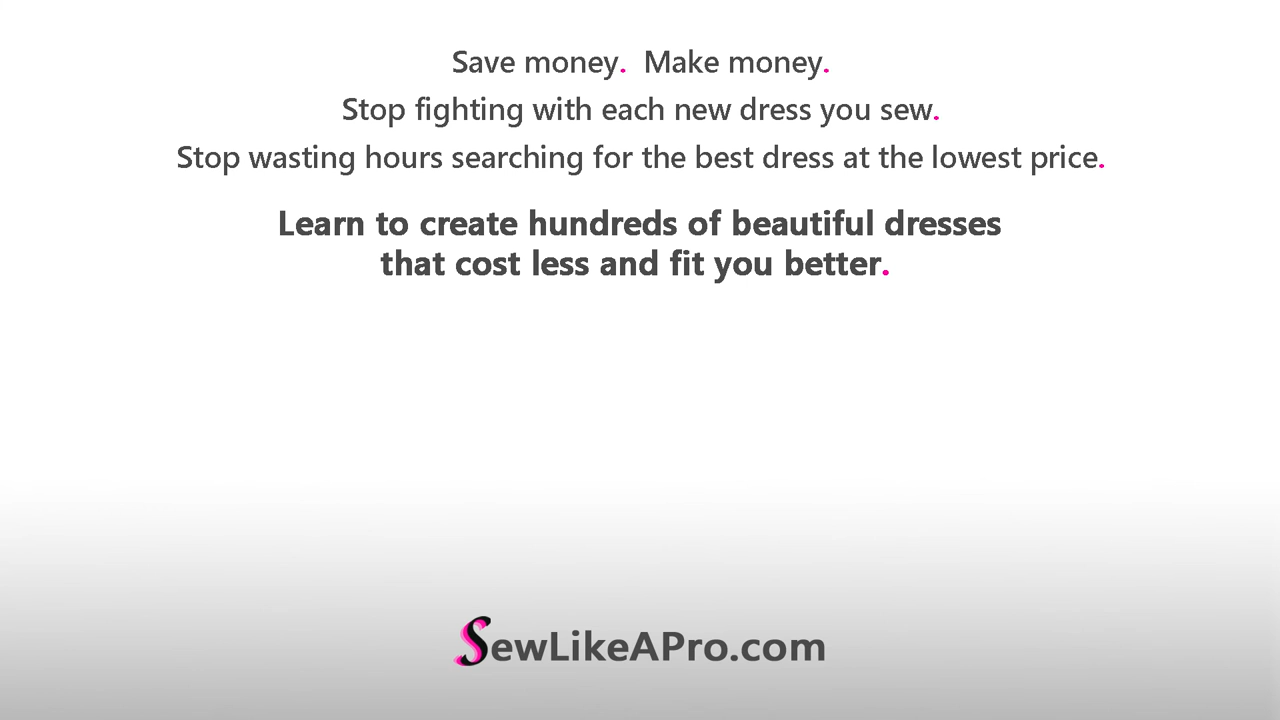 Save money. Make money.
Stop fighting with each new dress you sew.
Stop wasting hours searching for the best dress at the lowest price.
Learn to create hundreds of beautiful dresses
that cost less and fit you better.
SewLikeAPro.com